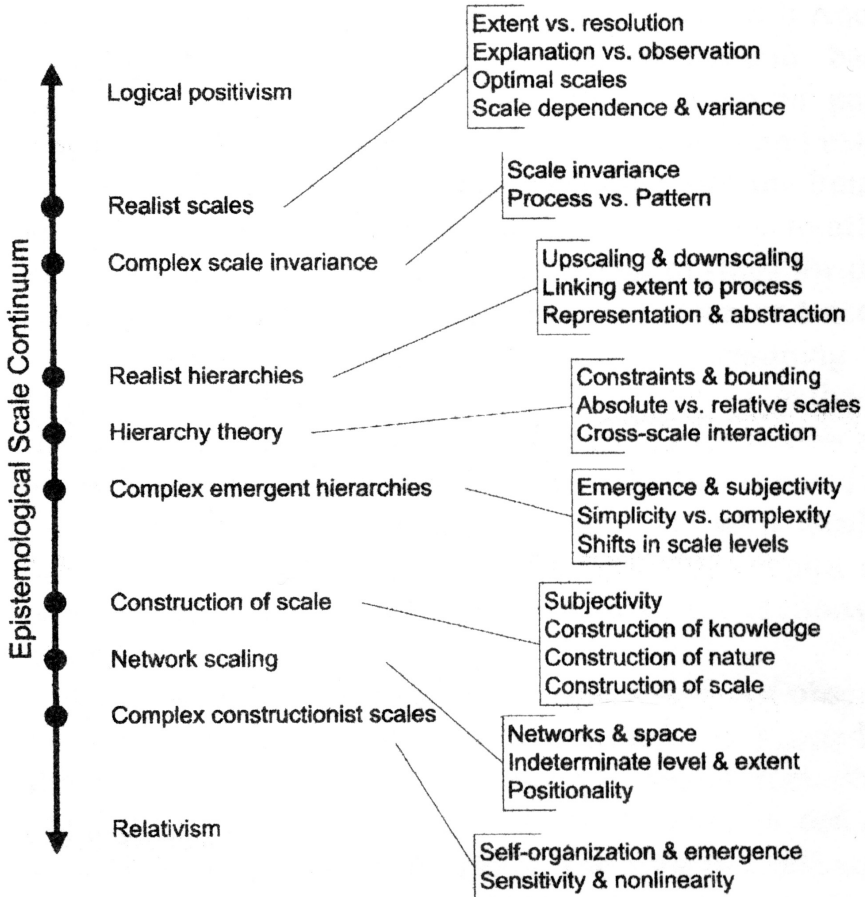 Epistemological Scale Continuum
Logical positivism
Realist scales
Extent vs. resolution
Explanation vs. observation
Optimal scales
Scale dependence & variance
Complex scale invariance
Scale invariance
Process vs. Pattern
Realist hierarchies
Upscaling & downscaling
Linking extent to process
Representation & abstraction
Hierarchy theory
Constraints & bounding
Absolute vs. relative scales
Cross-scale interaction
Complex emergent hierarchies
Emergence & subjectivity
Simplicity vs. complexity
Shifts in scale levels
Construction of scale
Subjectivity
Construction of knowledge
Construction of nature
Construction of scale
Network scaling
Networks & space
Indeterminate level & extent
Positionality
Complex constructionist scales
Self-organization & emergence
Sensitivity & nonlinearity
Relativism